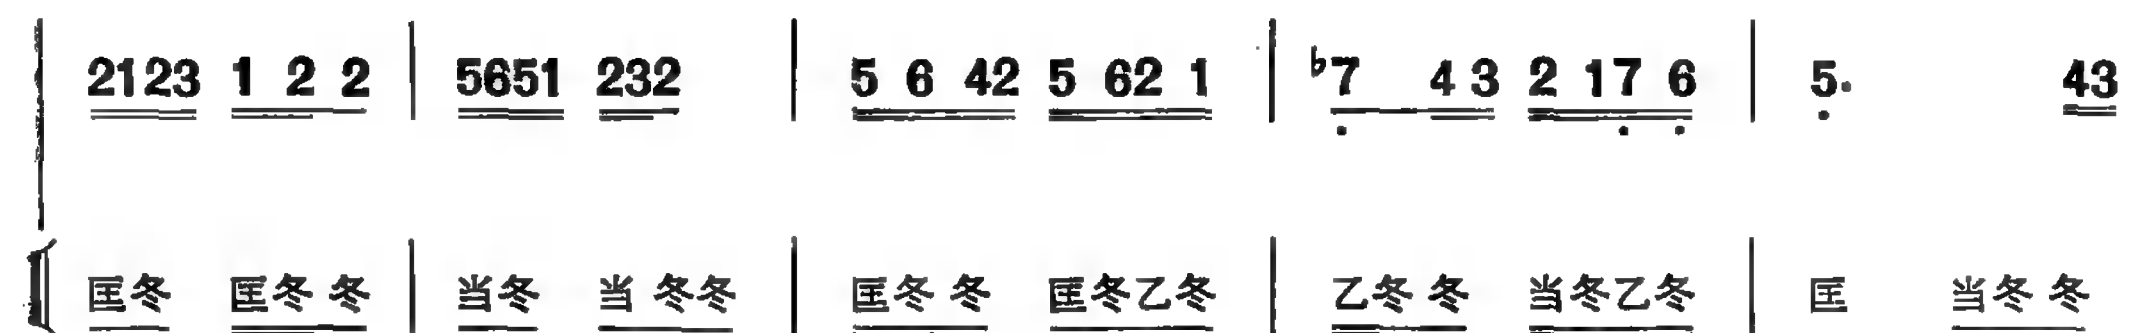 2123 1 2 2 | 5651 232 | 5 6 42 5 62 1 | ♭7 4 3 2 17 6 | 5. 43
匡冬 匡冬冬 | 当冬 当冬冬 | 匡冬冬 匡冬乙冬 | 乙冬冬 当冬乙冬 | 匡 当冬冬